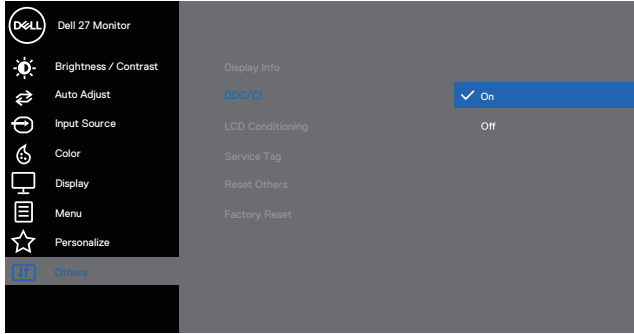 DELL
Dell 27 Monitor
Brightness / Contrast
Auto Adjust
Input Source
Color
Display
Menu
Personalize
Others
Display Info
DDC/CI
LCD Conditioning
Service Tag
Reset Others
Factory Reset
On
Off